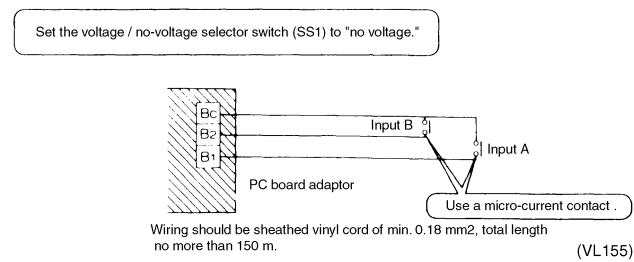 Set the voltage / no-voltage selector switch (SS1) to "no voltage."
BC
B2
B1
Input B
Input A
PC board adaptor
Use a micro-current contact .
Wiring should be sheathed vinyl cord of min. 0.18 mm2, total length
no more than 150 m.
(VL155)